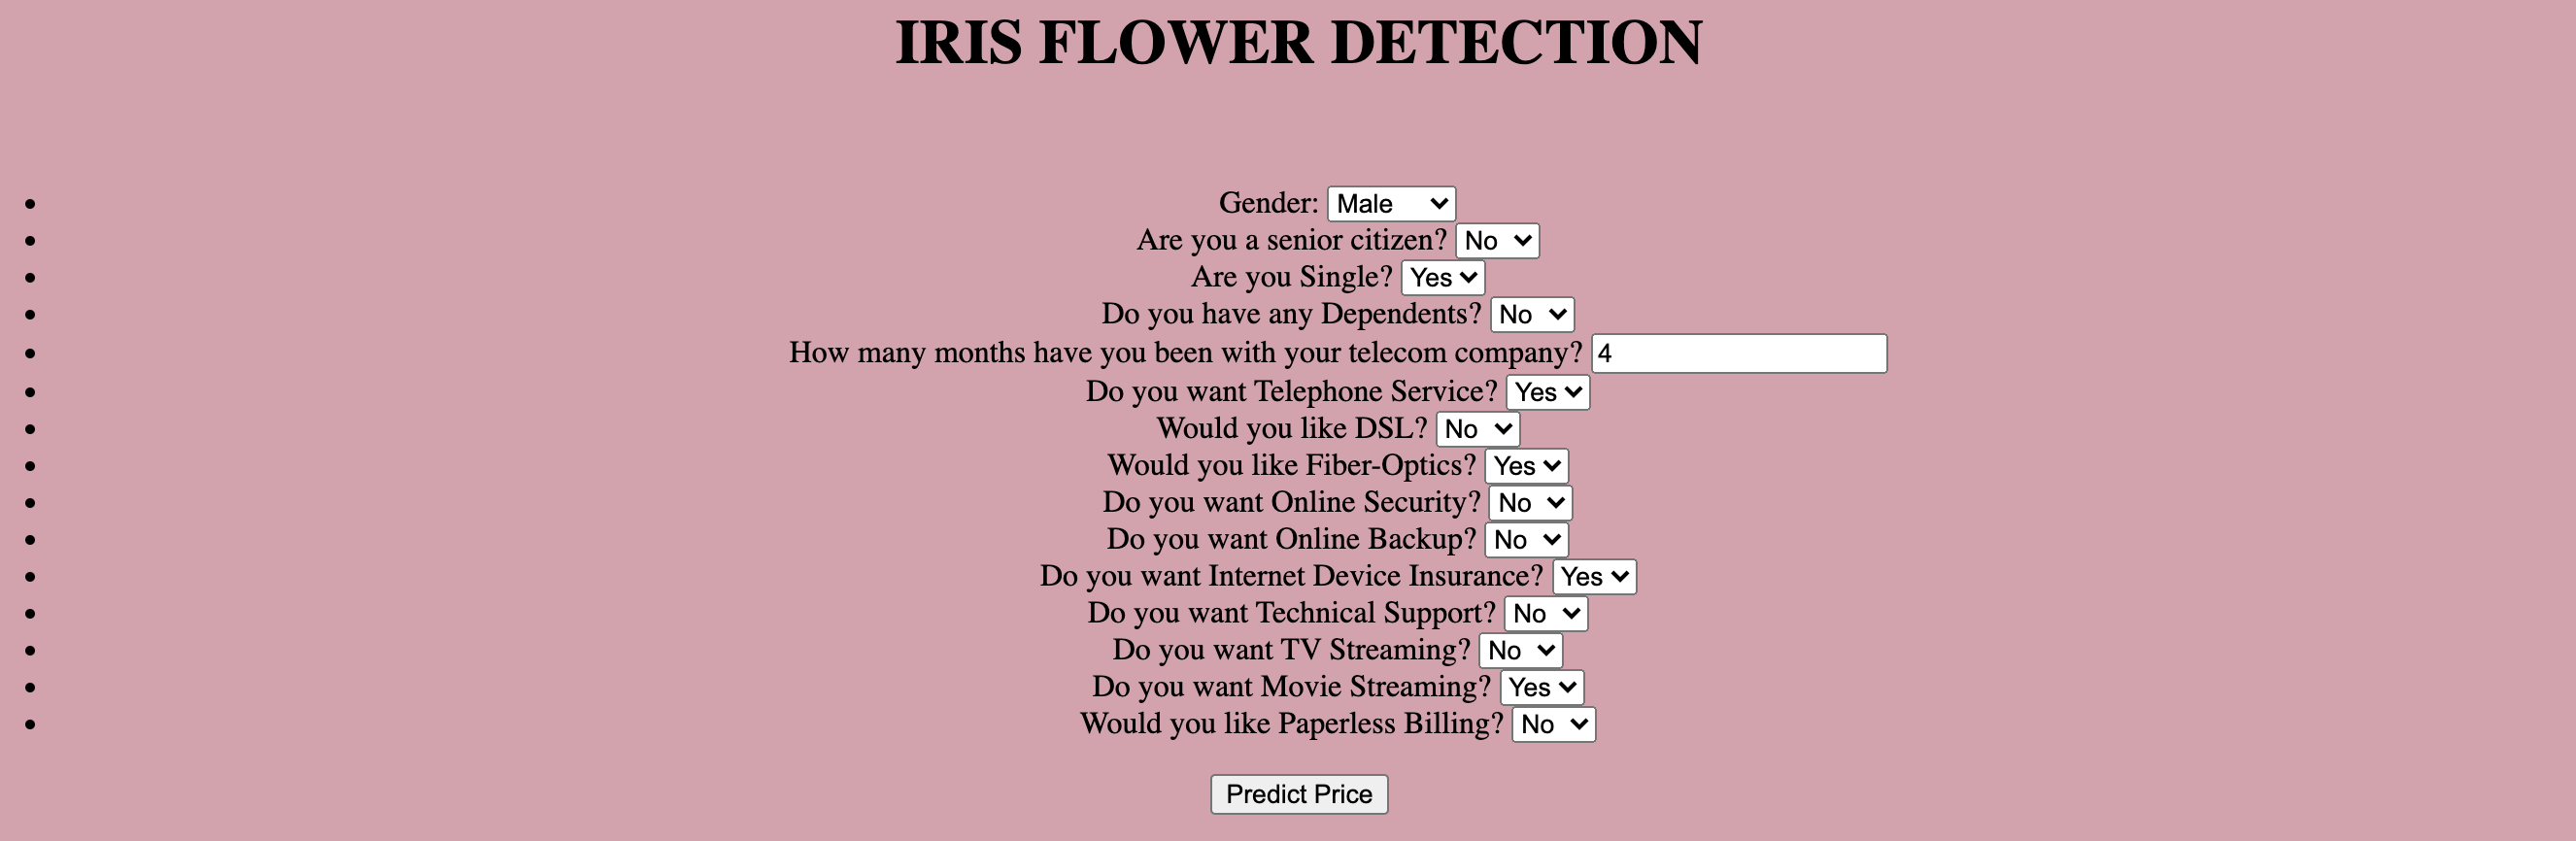 IRIS FLOWER DETECTION
Gender: Male
Are you a senior citizen? No
Are you Single? Yes
Do you have any Dependents? No
How many months have you been with your telecom company? 4
Do you want Telephone Service? Yes
Would you like DSL? No
Would you like Fiber-Optics? Yes
Do you want Online Security? No
Do you want Online Backup? No
Do you want Internet Device Insurance? Yes
Do you want Technical Support? No
Do you want TV Streaming? No
Do you want Movie Streaming? Yes
Would you like Paperless Billing? No
Predict Price